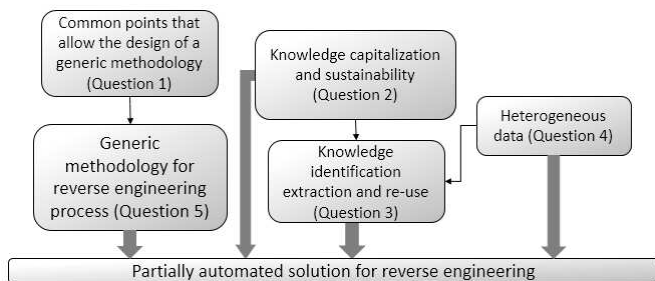 Common points that
allow the design of a
generic methodology
(Question 1)
Knowledge capitalization
and sustainability
(Question 2)
Heterogeneous
data (Question 4)
Generic
methodology for
reverse engineering
process (Question 5)
Knowledge
identification
extraction and re-use
(Question 3)
Partially automated solution for reverse engineering